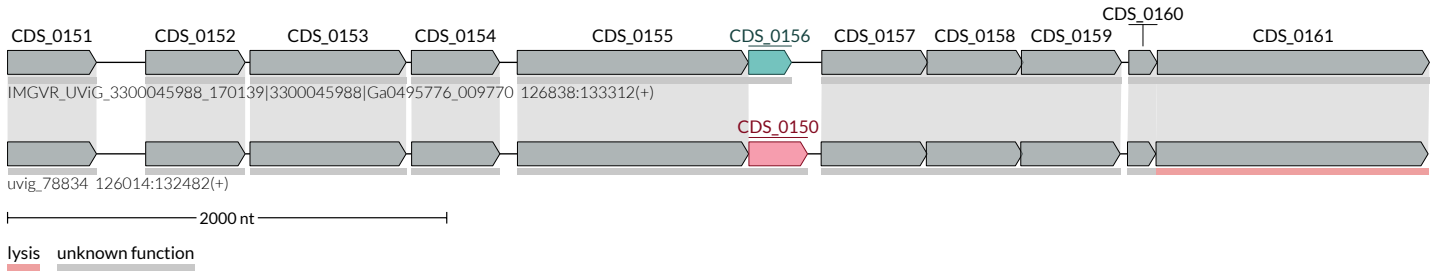 CDS_0160
CDS_0151 CDS_0152 CDS_0153 CDS_0154 CDS_0155 CDS_0156 CDS_0157 CDS_0158 CDS_0159 CDS_0161
IMGVR_UViG_3300045988_170139|3300045988|Ga0495776_009770 126838:133312(+)
CDS_0150
uvig_78834 126014:132482(+)
2000 nt
lysis unknown function